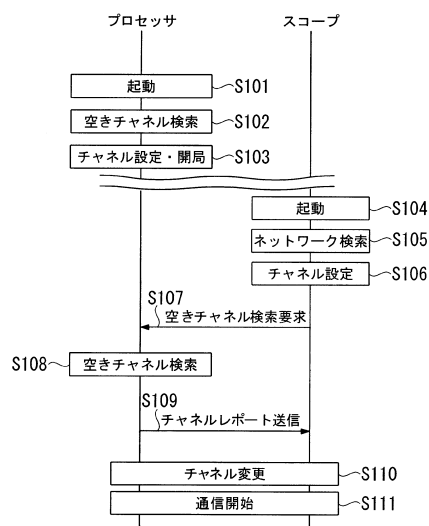 プロセッサ スコープ
起動 S101
空きチャネル検索 S102
チャネル設定・開局 S103
起動 S104
ネットワーク検索 S105
チャネル設定 S106
S107
空きチャネル検索要求
S108 空きチャネル検索
S109
チャネルレポート送信
チャネル変更 S110
通信開始 S111